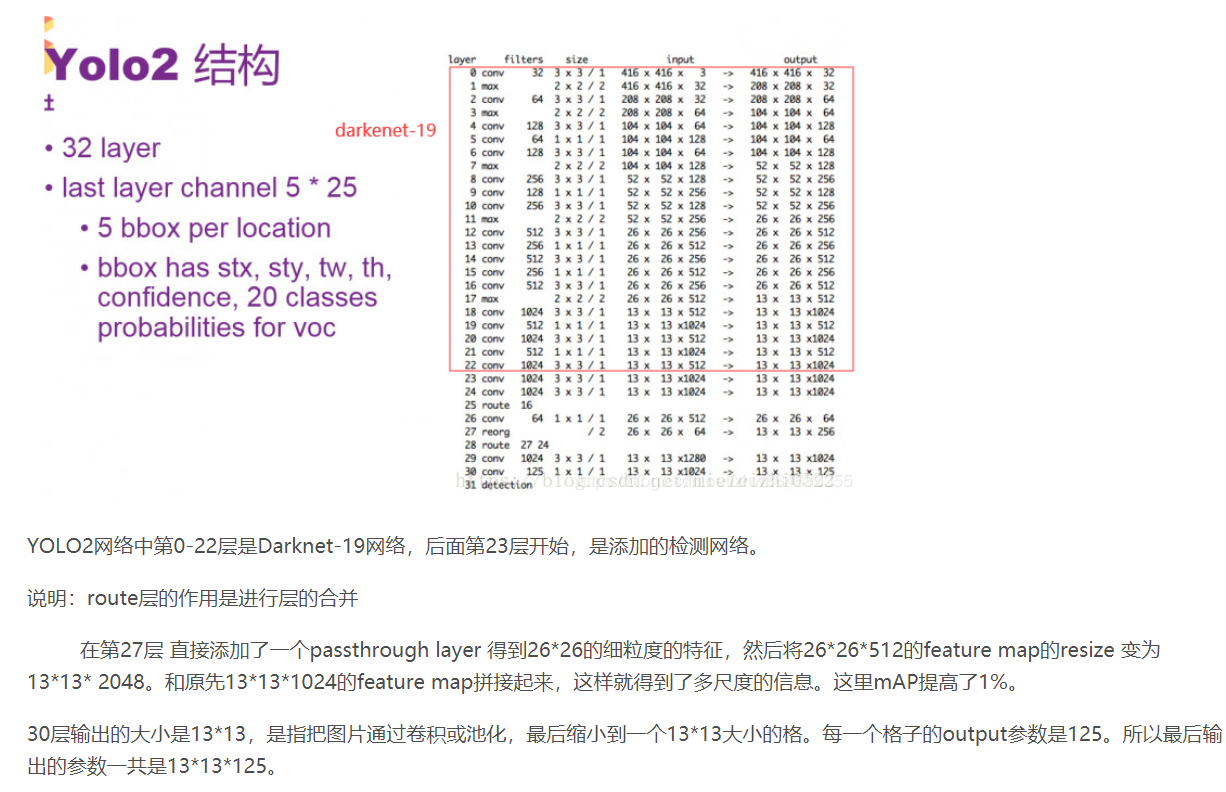 Yolo2 结构
t
• 32 layer
• last layer channel 5 * 25
• 5 bbox per location
• bbox has stx, sty, tw, th,
confidence, 20 classes
probabilities for voc
darkenet-19
layer filters size input output
0 conv 32 3 x 3 / 1 416 x 416 x 3 -> 416 x 416 x 32
1 max 2 x 2 / 2 416 x 416 x 32 -> 208 x 208 x 32
2 conv 64 3 x 3 / 1 208 x 208 x 32 -> 208 x 208 x 64
3 max 2 x 2 / 2 208 x 208 x 64 -> 104 x 104 x 64
4 conv 128 3 x 3 / 1 104 x 104 x 64 -> 104 x 104 x 128
5 conv 64 1 x 1 / 1 104 x 104 x 128 -> 104 x 104 x 64
6 conv 128 3 x 3 / 1 104 x 104 x 64 -> 104 x 104 x 128
7 max 2 x 2 / 2 104 x 104 x 128 -> 52 x 52 x 128
8 conv 256 3 x 3 / 1 52 x 52 x 128 -> 52 x 52 x 256
9 conv 128 1 x 1 / 1 52 x 52 x 256 -> 52 x 52 x 128
10 conv 256 3 x 3 / 1 52 x 52 x 128 -> 52 x 52 x 256
11 max 2 x 2 / 2 52 x 52 x 256 -> 26 x 26 x 256
12 conv 512 3 x 3 / 1 26 x 26 x 256 -> 26 x 26 x 512
13 conv 256 1 x 1 / 1 26 x 26 x 512 -> 26 x 26 x 256
14 conv 512 3 x 3 / 1 26 x 26 x 256 -> 26 x 26 x 512
15 conv 256 1 x 1 / 1 26 x 26 x 512 -> 26 x 26 x 256
16 conv 512 3 x 3 / 1 26 x 26 x 256 -> 26 x 26 x 512
17 max 2 x 2 / 2 26 x 26 x 512 -> 13 x 13 x 512
18 conv 1024 3 x 3 / 1 13 x 13 x 512 -> 13 x 13 x1024
19 conv 512 1 x 1 / 1 13 x 13 x1024 -> 13 x 13 x 512
20 conv 1024 3 x 3 / 1 13 x 13 x 512 -> 13 x 13 x1024
21 conv 512 1 x 1 / 1 13 x 13 x1024 -> 13 x 13 x 512
22 conv 1024 3 x 3 / 1 13 x 13 x 512 -> 13 x 13 x1024
23 conv 1024 3 x 3 / 1 13 x 13 x1024 -> 13 x 13 x1024
24 conv 1024 3 x 3 / 1 13 x 13 x1024 -> 13 x 13 x1024
25 route 16
26 conv 64 1 x 1 / 1 26 x 26 x 512 -> 26 x 26 x 64
27 reorg / 2 26 x 26 x 64 -> 13 x 13 x 256
28 route 27 24
29 conv 1024 3 x 3 / 1 13 x 13 x1280 -> 13 x 13 x1024
30 conv 125 1 x 1 / 1 13 x 13 x1024 -> 13 x 13 x 125
31 detection
YOLO2网络中第0-22层是Darknet-19网络，后面第23层开始，是添加的检测网络。
说明：route层的作用是进行层的合并
在第27层 直接添加了一个passthrough layer 得到26*26的细粒度的特征，然后将26*26*512的feature map的resize 变为
13*13* 2048。和原先13*13*1024的feature map拼接起来，这样就得到了多尺度的信息。这里mAP提高了1%。
30层输出的大小是13*13，是指把图片通过卷积或池化，最后缩小到一个13*13大小的格。每一个格子的output参数是125。所以最后输
出的参数一共是13*13*125。